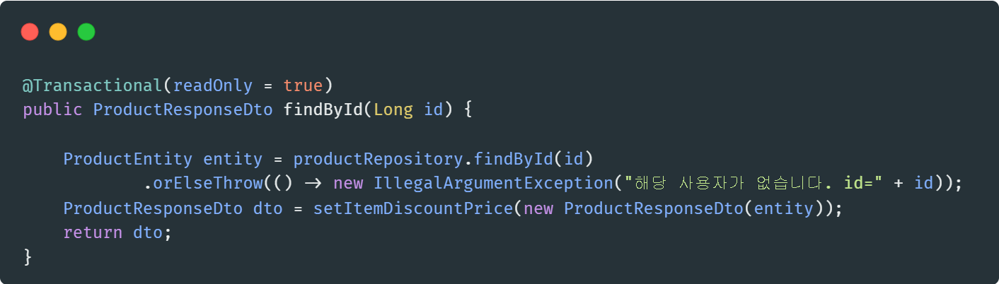 @Transactional(readOnly = true)
public ProductResponseDto findById(Long id) {
ProductEntity entity = productRepository.findById(id)
.orElseThrow(() -> new IllegalArgumentException("해당 사용자가 없습니다. id=" + id));
ProductResponseDto dto = setItemDiscountPrice(new ProductResponseDto(entity));
return dto;
}